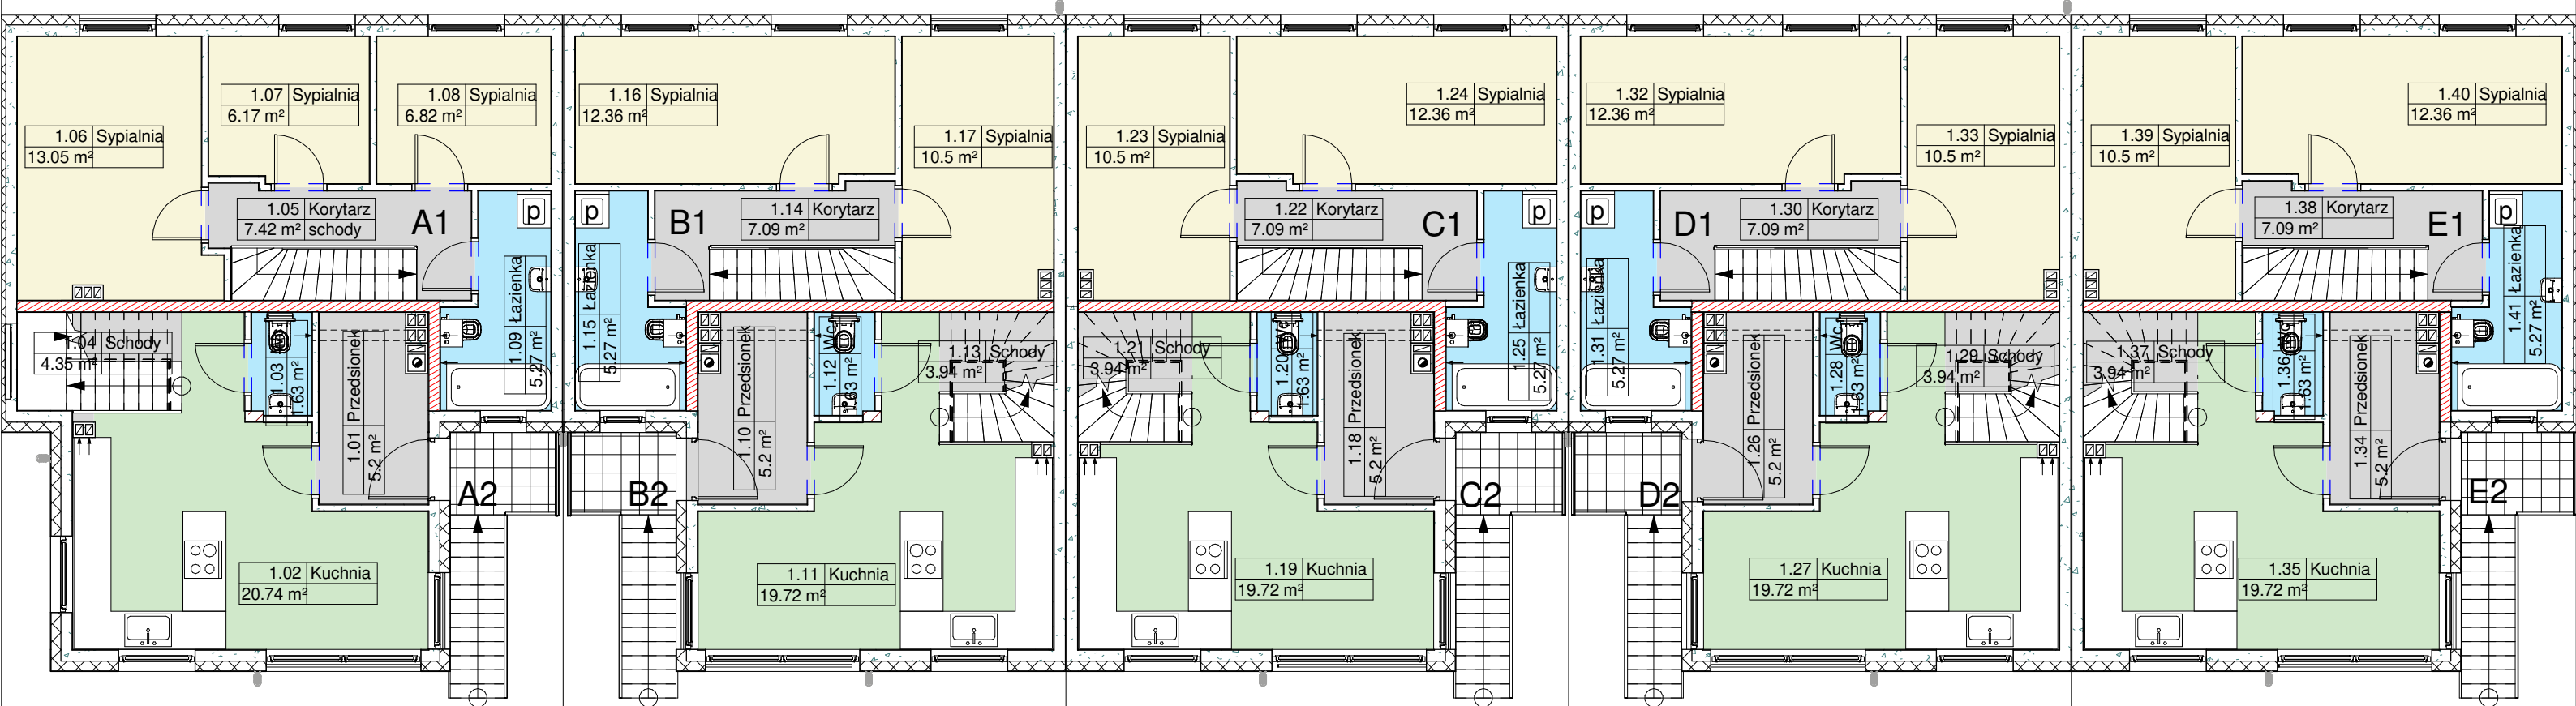 1.06 Sypialnia
13.05 m²
1.07 Sypialnia
6.17 m²
1.08 Sypialnia
6.82 m²
1.05 Korytarz
7.42 m² schody
A1
p
1.09 Łazienka
5.27 m²
1.04 Schody
4.35 m²
1.03
1.63 m²
1.01 Przedsionek
5.2 m²
A2
1.02 Kuchnia
20.74 m²
1.16 Sypialnia
12.36 m²
1.17 Sypialnia
10.5 m²
p
B1
1.14 Korytarz
7.09 m²
1.15 Łazienka
5.27 m²
1.10 Przedsionek
5.2 m²
1.12 Wc
1.63 m²
1.13 Schody
3.94 m²
B2
1.11 Kuchnia
19.72 m²
1.23 Sypialnia
10.5 m²
1.24 Sypialnia
12.36 m²
1.22 Korytarz
7.09 m²
C1
p
1.25 Łazienka
5.27 m²
1.21 Schody
3.94 m²
1.20 Wc
1.63 m²
1.18 Przedsionek
5.2 m²
C2
1.19 Kuchnia
19.72 m²
1.32 Sypialnia
12.36 m²
1.33 Sypialnia
10.5 m²
p
D1
1.30 Korytarz
7.09 m²
1.31 Łazienka
5.27 m²
1.26 Przedsionek
5.2 m²
1.28 Wc
1.63 m²
1.29 Schody
3.94 m²
D2
1.27 Kuchnia
19.72 m²
1.39 Sypialnia
10.5 m²
1.40 Sypialnia
12.36 m²
1.38 Korytarz
7.09 m²
E1
p
1.41 Łazienka
5.27 m²
1.37 Schody
3.94 m²
1.36 Wc
1.63 m²
1.34 Przedsionek
5.2 m²
E2
1.35 Kuchnia
19.72 m²